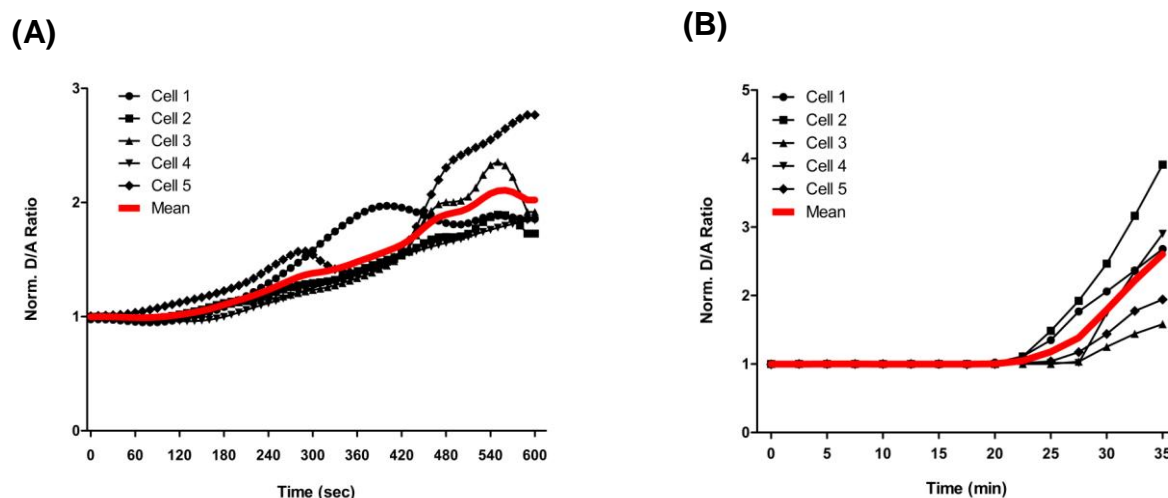 (A)
Norm. D/A Ratio
3
2
1
0
Cell 1
Cell 2
Cell 3
Cell 4
Cell 5
Mean
0 60 120 180 240 300 360 420 480 540 600
Time (sec)
(B)
Norm. D/A Ratio
5
4
3
2
1
0
Cell 1
Cell 2
Cell 3
Cell 4
Cell 5
Mean
0 5 10 15 20 25 30 35
Time (min)